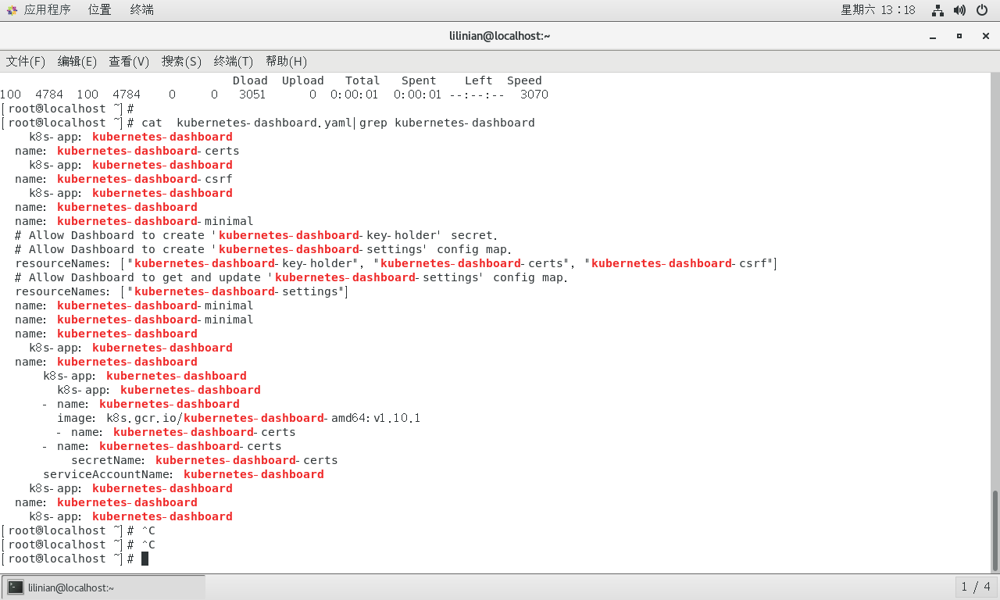 应用程序 位置 终端 星期六 13:18
lilinian@localhost:~
文件(F) 编辑(E) 查看(V) 搜索(S) 终端(T) 帮助(H)
Dload Upload Total Spent Left Speed
100 4784 100 4784 0 0 3051 0 0:00:01 0:00:01 --:--:-- 3070
[root@localhost ~]#
[root@localhost ~]# cat kubernetes-dashboard.yaml|grep kubernetes-dashboard
k8s-app: kubernetes-dashboard
name: kubernetes-dashboard-certs
k8s-app: kubernetes-dashboard
name: kubernetes-dashboard-csrf
k8s-app: kubernetes-dashboard
name: kubernetes-dashboard
name: kubernetes-dashboard-minimal
# Allow Dashboard to create 'kubernetes-dashboard-key-holder' secret.
# Allow Dashboard to create 'kubernetes-dashboard-settings' config map.
resourceNames: ["kubernetes-dashboard-key-holder", "kubernetes-dashboard-certs", "kubernetes-dashboard-csrf"]
# Allow Dashboard to get and update 'kubernetes-dashboard-settings' config map.
resourceNames: ["kubernetes-dashboard-settings"]
name: kubernetes-dashboard-minimal
name: kubernetes-dashboard-minimal
name: kubernetes-dashboard
k8s-app: kubernetes-dashboard
name: kubernetes-dashboard
k8s-app: kubernetes-dashboard
k8s-app: kubernetes-dashboard
- name: kubernetes-dashboard
image: k8s.gcr.io/kubernetes-dashboard-amd64:v1.10.1
- name: kubernetes-dashboard-certs
- name: kubernetes-dashboard-certs
secretName: kubernetes-dashboard-certs
serviceAccountName: kubernetes-dashboard
k8s-app: kubernetes-dashboard
name: kubernetes-dashboard
k8s-app: kubernetes-dashboard
[root@localhost ~]# ^C
[root@localhost ~]# ^C
[root@localhost ~]#
lilinian@localhost:~ 1 / 4